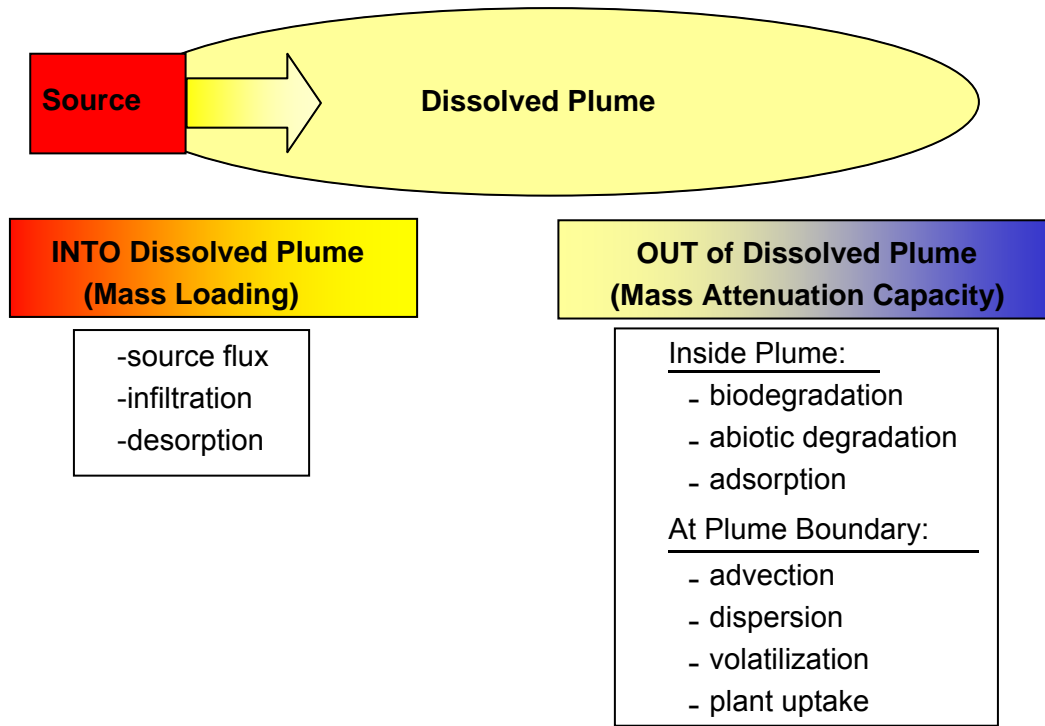 Source
Dissolved Plume
INTO Dissolved Plume
(Mass Loading)
-source flux
-infiltration
-desorption
OUT of Dissolved Plume
(Mass Attenuation Capacity)
Inside Plume:
- biodegradation
- abiotic degradation
- adsorption
At Plume Boundary:
- advection
- dispersion
- volatilization
- plant uptake